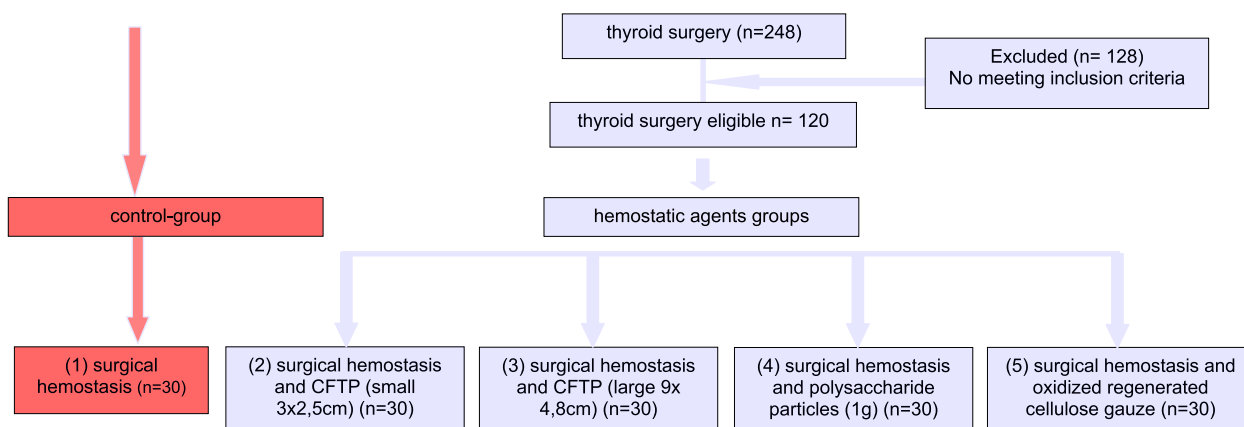 thyroid surgery (n=248)
Excluded (n= 128)
No meeting inclusion criteria
thyroid surgery eligible n= 120
control-group
hemostatic agents groups
(1) surgical
hemostasis (n=30)
(2) surgical hemostasis
and CFTP (small
3x2,5cm) (n=30)
(3) surgical hemostasis
and CFTP (large 9x
4,8cm) (n=30)
(4) surgical hemostasis
and polysaccharide
particles (1g) (n=30)
(5) surgical hemostasis and
oxidized regenerated
cellulose gauze (n=30)